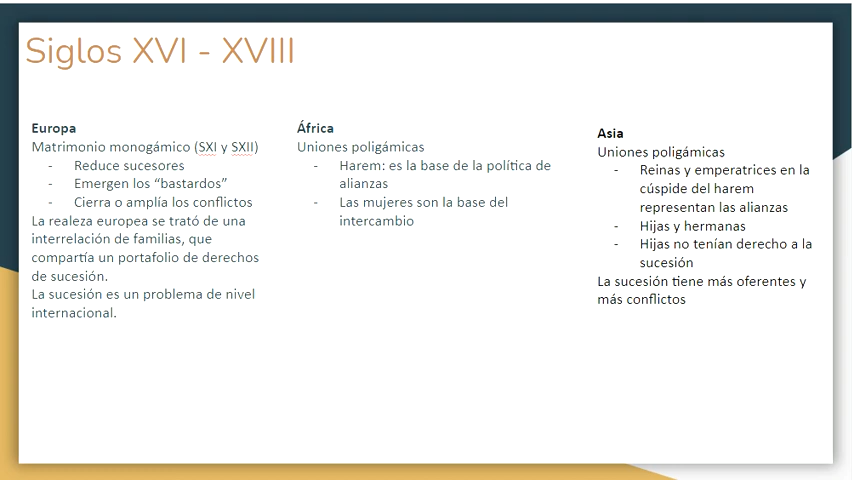 Siglos XVI - XVIII
Europa
Matrimonio monogámico (SXI y SXII)
- Reduce sucesores
- Emergen los “bastardos”
- Cierra o amplía los conflictos
La realeza europea se trató de una
interrelación de familias, que
compartía un portafolio de derechos
de sucesión.
La sucesión es un problema de nivel
internacional.
África
Uniones poligámicas
- Harem: es la base de la política de
alianzas
- Las mujeres son la base del
intercambio
Asia
Uniones poligámicas
- Reinas y emperatrices en la
cúspide del harem
representan las alianzas
- Hijas y hermanas
- Hijas no tenían derecho a la
sucesión
La sucesión tiene más oferentes y
más conflictos